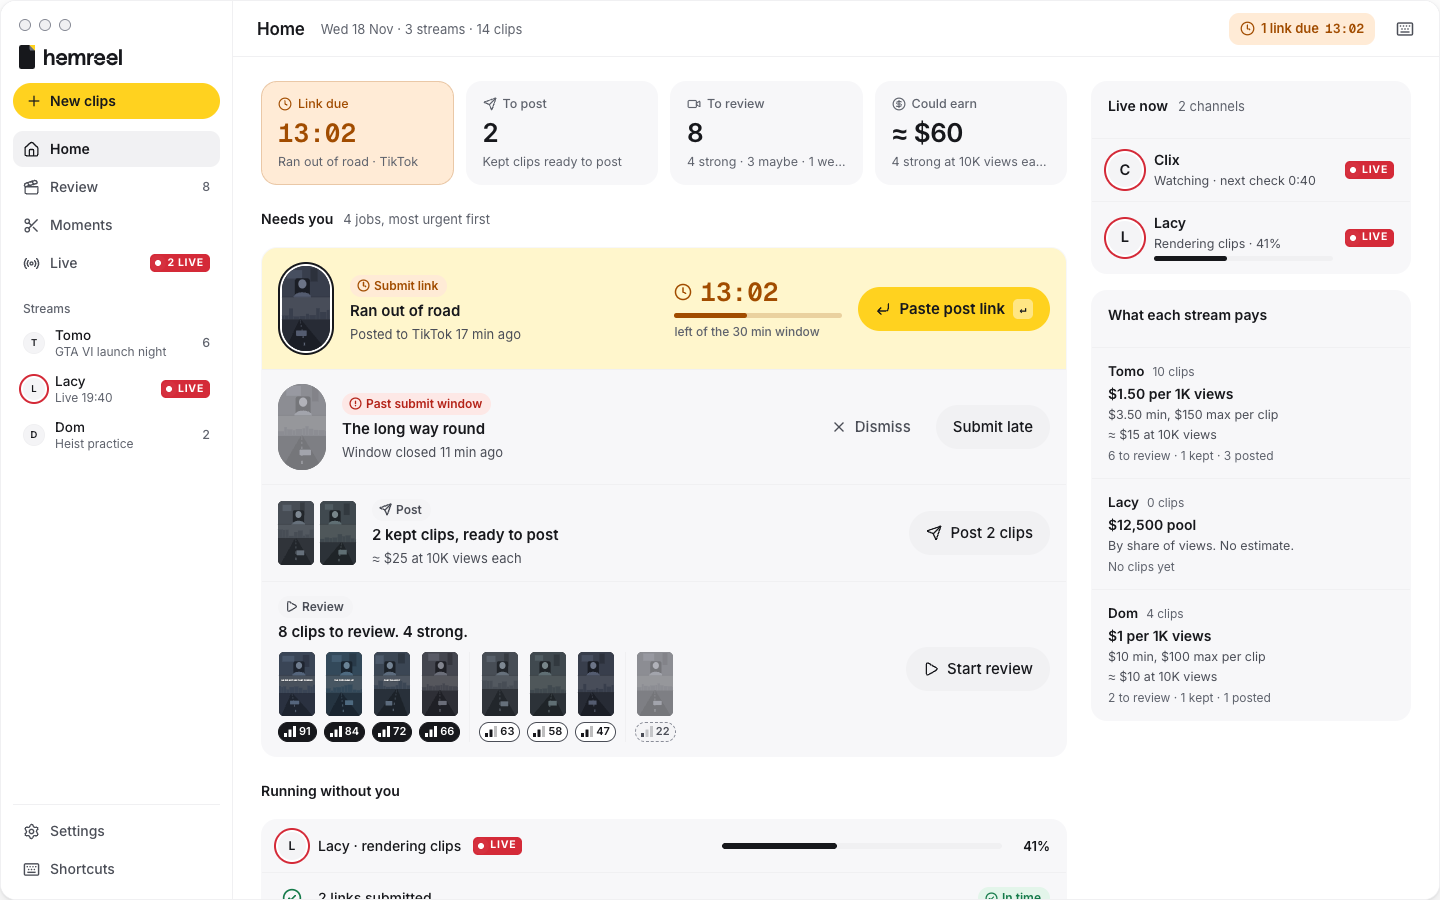 hemreel
New clips
Home
Review 8
Moments
Live 2 LIVE
Streams
T Tomo
GTA VI launch night 6
L Lacy LIVE
Live 19:40
D Dom
Heist practice 2
Settings
Shortcuts
Home Wed 18 Nov · 3 streams · 14 clips
1 link due 13:02
Link due
13:02
Ran out of road · TikTok
To post
2
Kept clips ready to post
To review
8
4 strong · 3 maybe · 1 we…
Could earn
≈ $60
4 strong at 10K views ea…
Needs you 4 jobs, most urgent first
Submit link
Ran out of road
Posted to TikTok 17 min ago
13:02
left of the 30 min window
Paste post link ↵
Past submit window
The long way round
Window closed 11 min ago
Dismiss
Submit late
Post
2 kept clips, ready to post
≈ $25 at 10K views each
Post 2 clips
Review
8 clips to review. 4 strong.
91 84 72 66 63 58 47 22
Start review
Running without you
L Lacy · rendering clips LIVE 41%
2 links submitted In time
Live now 2 channels
C Clix
Watching · next check 0:40 LIVE
L Lacy
Rendering clips · 41% LIVE
What each stream pays
Tomo 10 clips
$1.50 per 1K views
$3.50 min, $150 max per clip
≈ $15 at 10K views
6 to review · 1 kept · 3 posted
Lacy 0 clips
$12,500 pool
By share of views. No estimate.
No clips yet
Dom 4 clips
$1 per 1K views
$10 min, $100 max per clip
≈ $10 at 10K views
2 to review · 1 kept · 1 posted